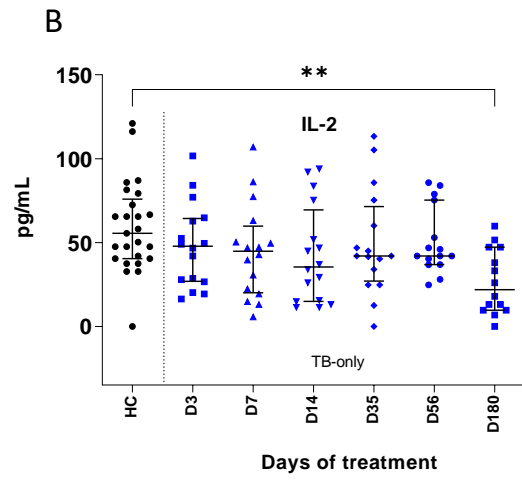 B
**
IL-2
150
100
50
0
pg/mL
TB-only
HC
D3
D7
D14
D35
D56
D180
Days of treatment